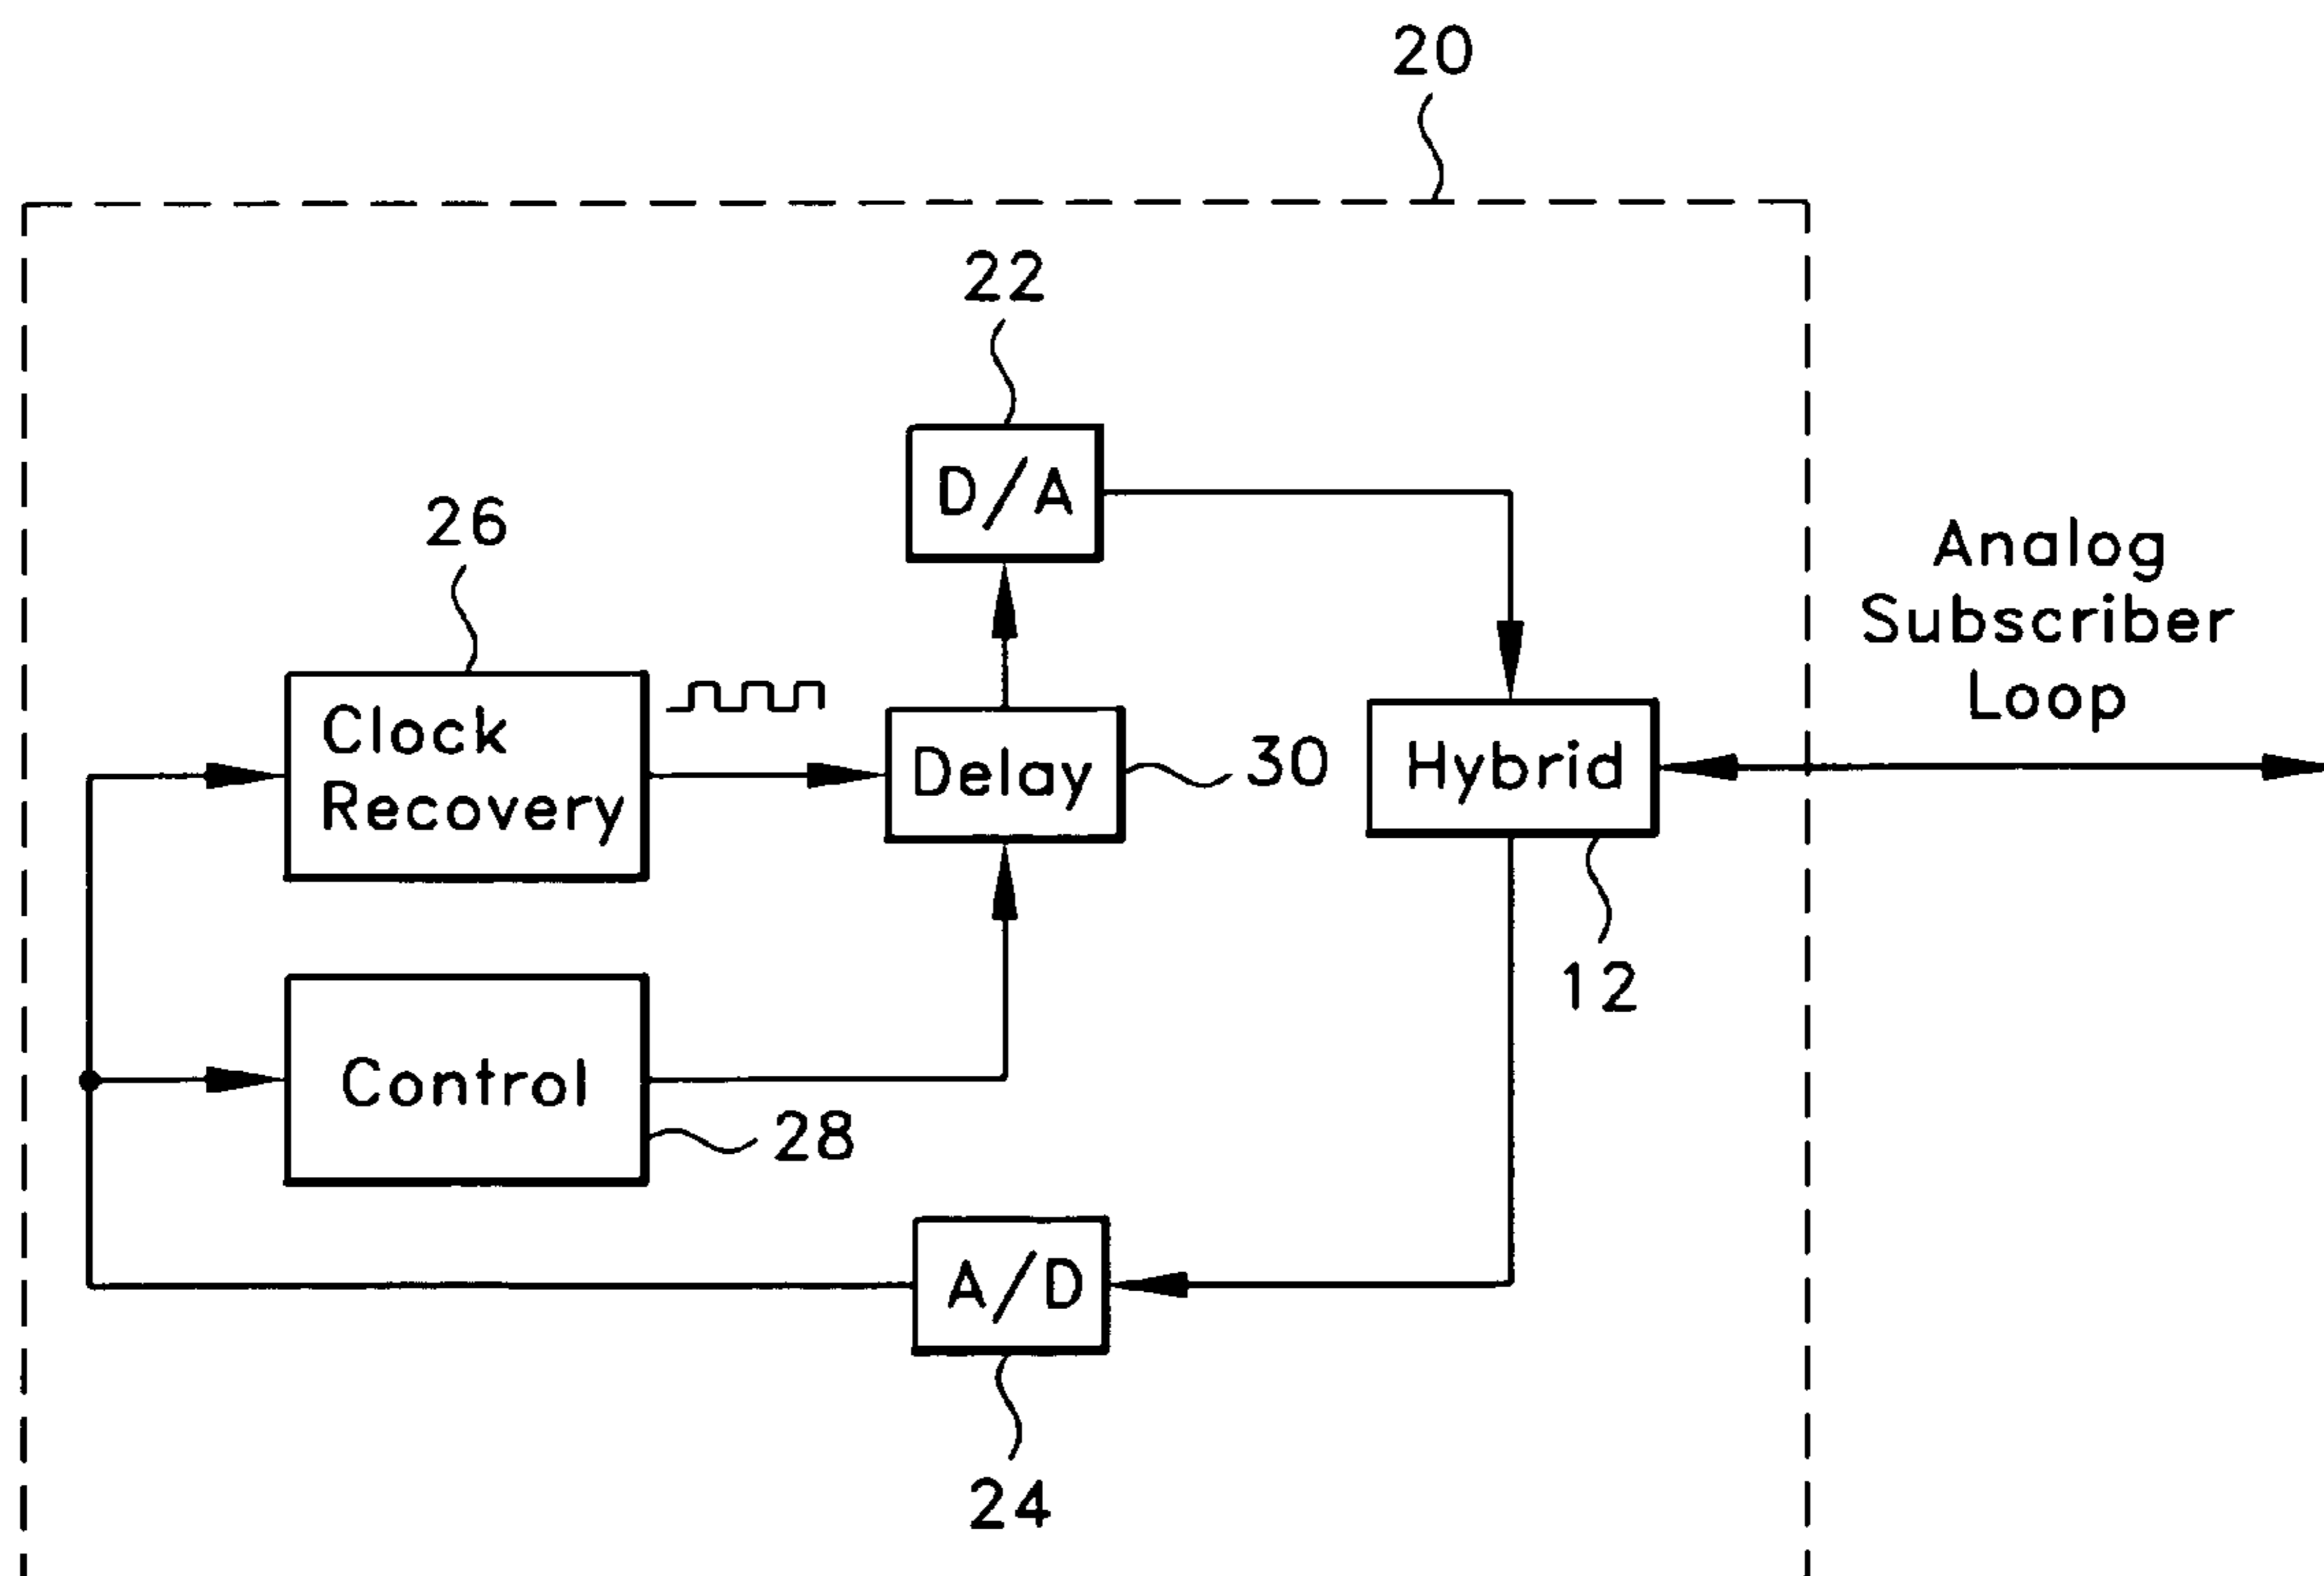 20
22
D/A
26
Analog
Subscriber
Loop
Clock
Recovery
Delay
30
Hybrid
12
Control
28
A/D
24